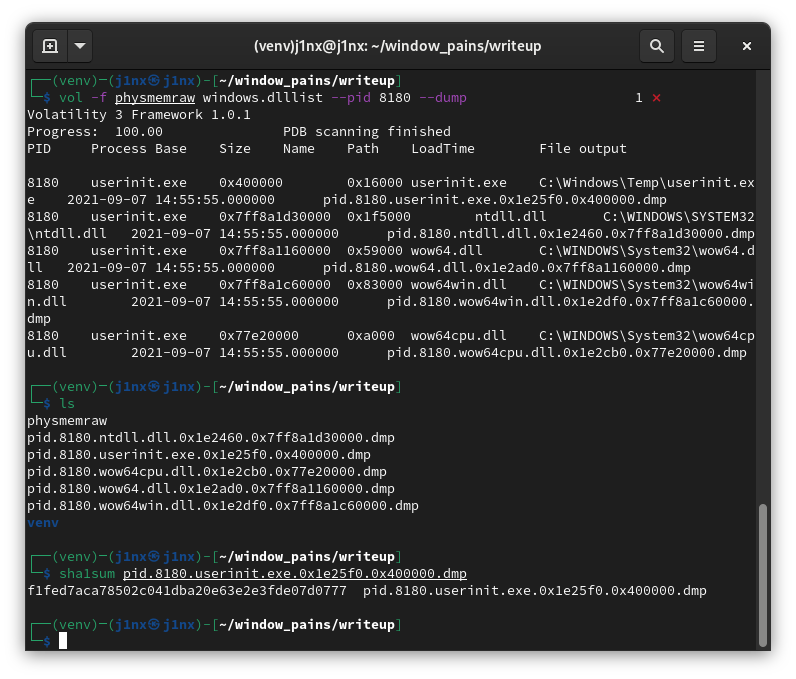 (venv)j1nx@j1nx: ~/window_pains/writeup
┌──(venv)─(j1nx㉿j1nx)-[~/window_pains/writeup]
└─$ vol -f physmemraw windows.dlllist --pid 8180 --dump 1 ⨯
Volatility 3 Framework 1.0.1
Progress:  100.00               PDB scanning finished
PID     Process Base    Size    Name    Path    LoadTime        File output
8180    userinit.exe    0x400000        0x16000 userinit.exe    C:\Windows\Temp\userinit.ex
e    2021-09-07 14:55:55.000000      pid.8180.userinit.exe.0x1e25f0.0x400000.dmp
8180    userinit.exe    0x7ff8a1d30000  0x1f5000        ntdll.dll       C:\WINDOWS\SYSTEM32
\ntdll.dll   2021-09-07 14:55:55.000000      pid.8180.ntdll.dll.0x1e2460.0x7ff8a1d30000.dmp
8180    userinit.exe    0x7ff8a1160000  0x59000 wow64.dll       C:\WINDOWS\System32\wow64.d
ll   2021-09-07 14:55:55.000000      pid.8180.wow64.dll.0x1e2ad0.0x7ff8a1160000.dmp
8180    userinit.exe    0x7ff8a1c60000  0x83000 wow64win.dll    C:\WINDOWS\System32\wow64wi
n.dll        2021-09-07 14:55:55.000000      pid.8180.wow64win.dll.0x1e2df0.0x7ff8a1c60000.
dmp
8180    userinit.exe    0x77e20000      0xa000  wow64cpu.dll    C:\WINDOWS\System32\wow64cp
u.dll        2021-09-07 14:55:55.000000      pid.8180.wow64cpu.dll.0x1e2cb0.0x77e20000.dmp
┌──(venv)─(j1nx㉿j1nx)-[~/window_pains/writeup]
└─$ ls
physmemraw
pid.8180.ntdll.dll.0x1e2460.0x7ff8a1d30000.dmp
pid.8180.userinit.exe.0x1e25f0.0x400000.dmp
pid.8180.wow64cpu.dll.0x1e2cb0.0x77e20000.dmp
pid.8180.wow64.dll.0x1e2ad0.0x7ff8a1160000.dmp
pid.8180.wow64win.dll.0x1e2df0.0x7ff8a1c60000.dmp
venv
┌──(venv)─(j1nx㉿j1nx)-[~/window_pains/writeup]
└─$ sha1sum pid.8180.userinit.exe.0x1e25f0.0x400000.dmp
f1fed7aca78502c041dba20e63e2e3fde07d0777  pid.8180.userinit.exe.0x1e25f0.0x400000.dmp
┌──(venv)─(j1nx㉿j1nx)-[~/window_pains/writeup]
└─$